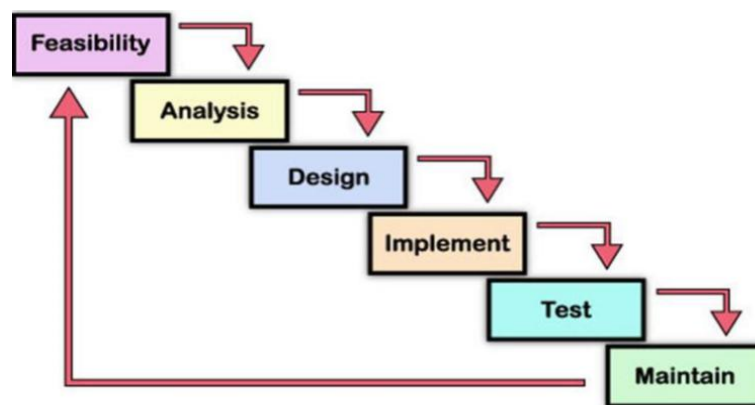 Feasibility
Analysis
Design
Implement
Test
Maintain